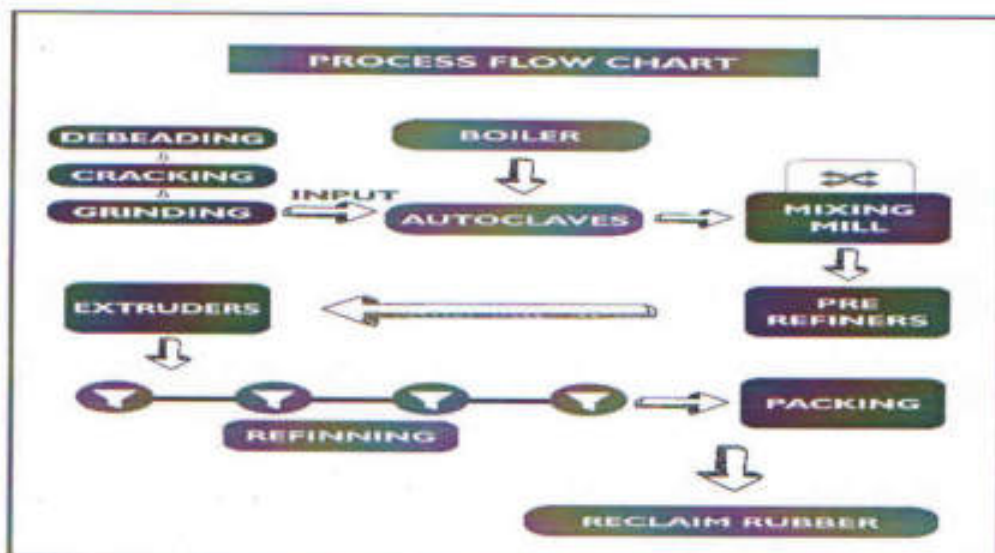 PROCESS FLOW CHART
DEBEADING
CRACKING
GRINDING
INPUT
BOILER
AUTOCLAVES
MIXING
MILL
PRE
REFINERS
EXTRUDERS
REFINNING
PACKING
RECLAIM RUBBER